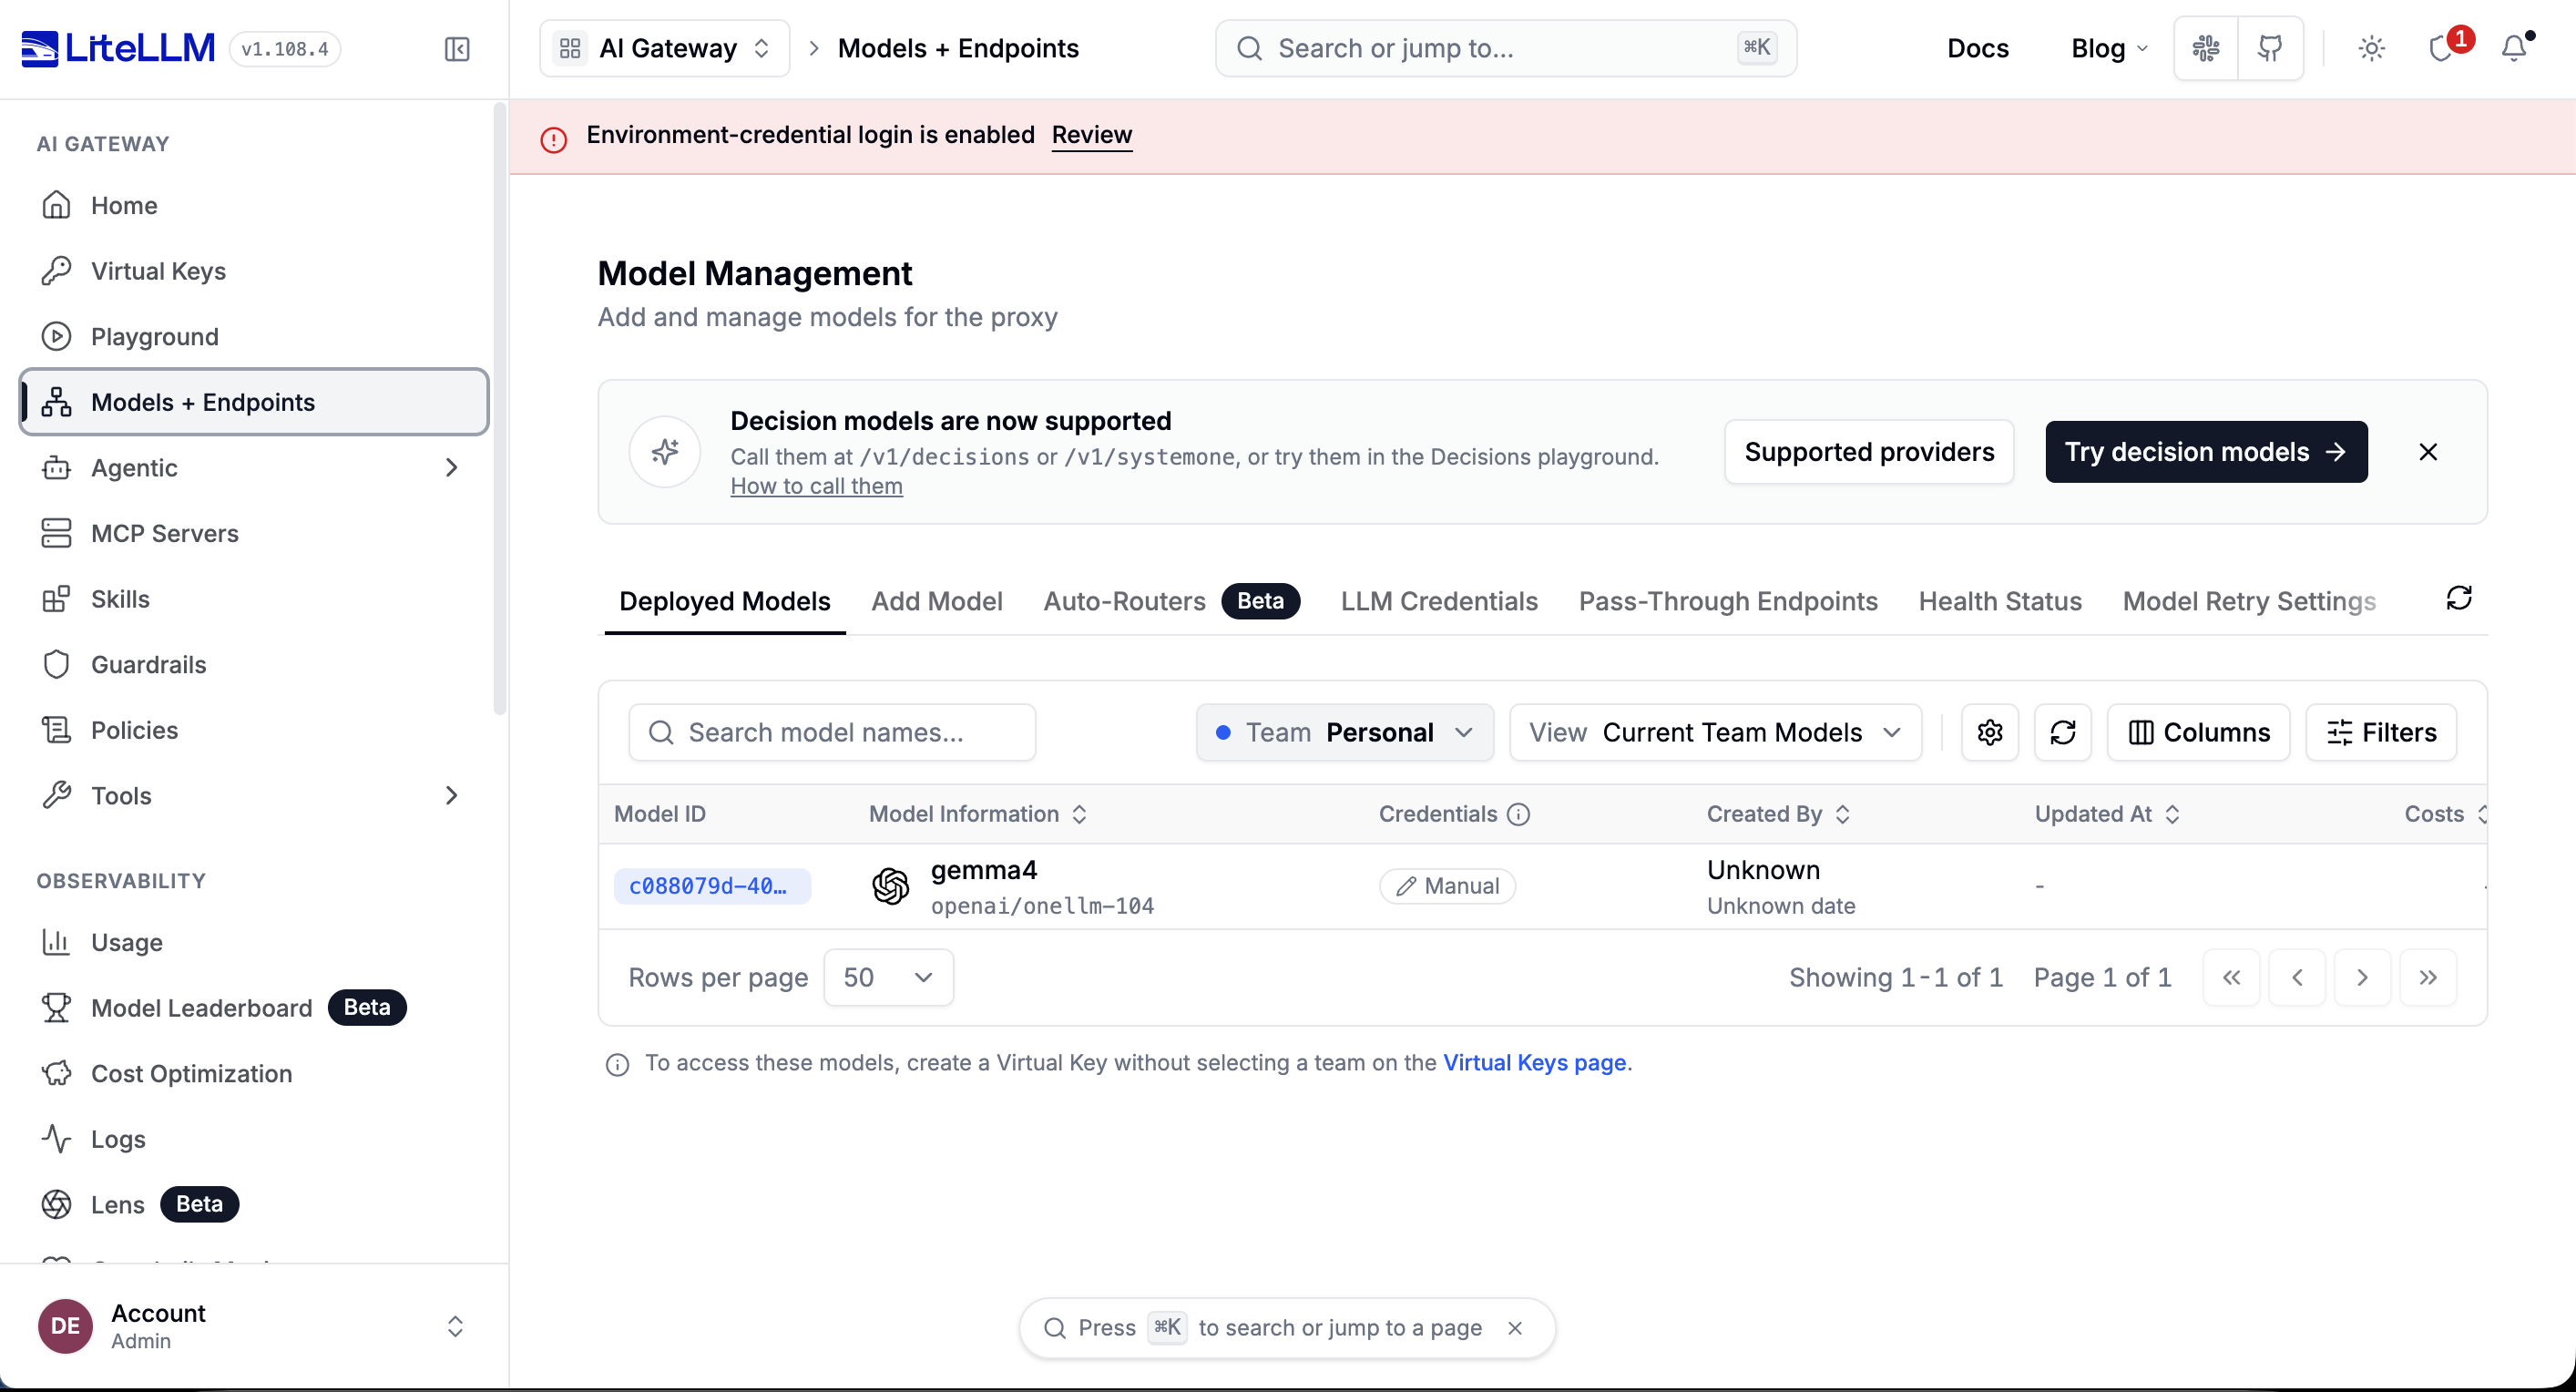 LiteLLM v1.108.4
AI Gateway > Models + Endpoints
Search or jump to... ⌘K
Docs
Blog
1
AI GATEWAY
Home
Virtual Keys
Playground
Models + Endpoints
Agentic
MCP Servers
Skills
Guardrails
Policies
Tools
OBSERVABILITY
Usage
Model Leaderboard Beta
Cost Optimization
Logs
Lens Beta
DE
Account
Admin
Environment-credential login is enabled Review
Model Management
Add and manage models for the proxy
Decision models are now supported
Call them at /v1/decisions or /v1/systemone, or try them in the Decisions playground.
How to call them
Supported providers
Try decision models →
Deployed Models
Add Model
Auto-Routers Beta
LLM Credentials
Pass-Through Endpoints
Health Status
Model Retry Settings
Search model names...
Team Personal
View Current Team Models
Columns
Filters
Model ID
Model Information
Credentials
Created By
Updated At
Costs
c088079d-40…
gemma4
openai/onellm-104
Manual
Unknown
Unknown date
-
Rows per page 50
Showing 1-1 of 1
Page 1 of 1
To access these models, create a Virtual Key without selecting a team on the Virtual Keys page.
Press ⌘K to search or jump to a page